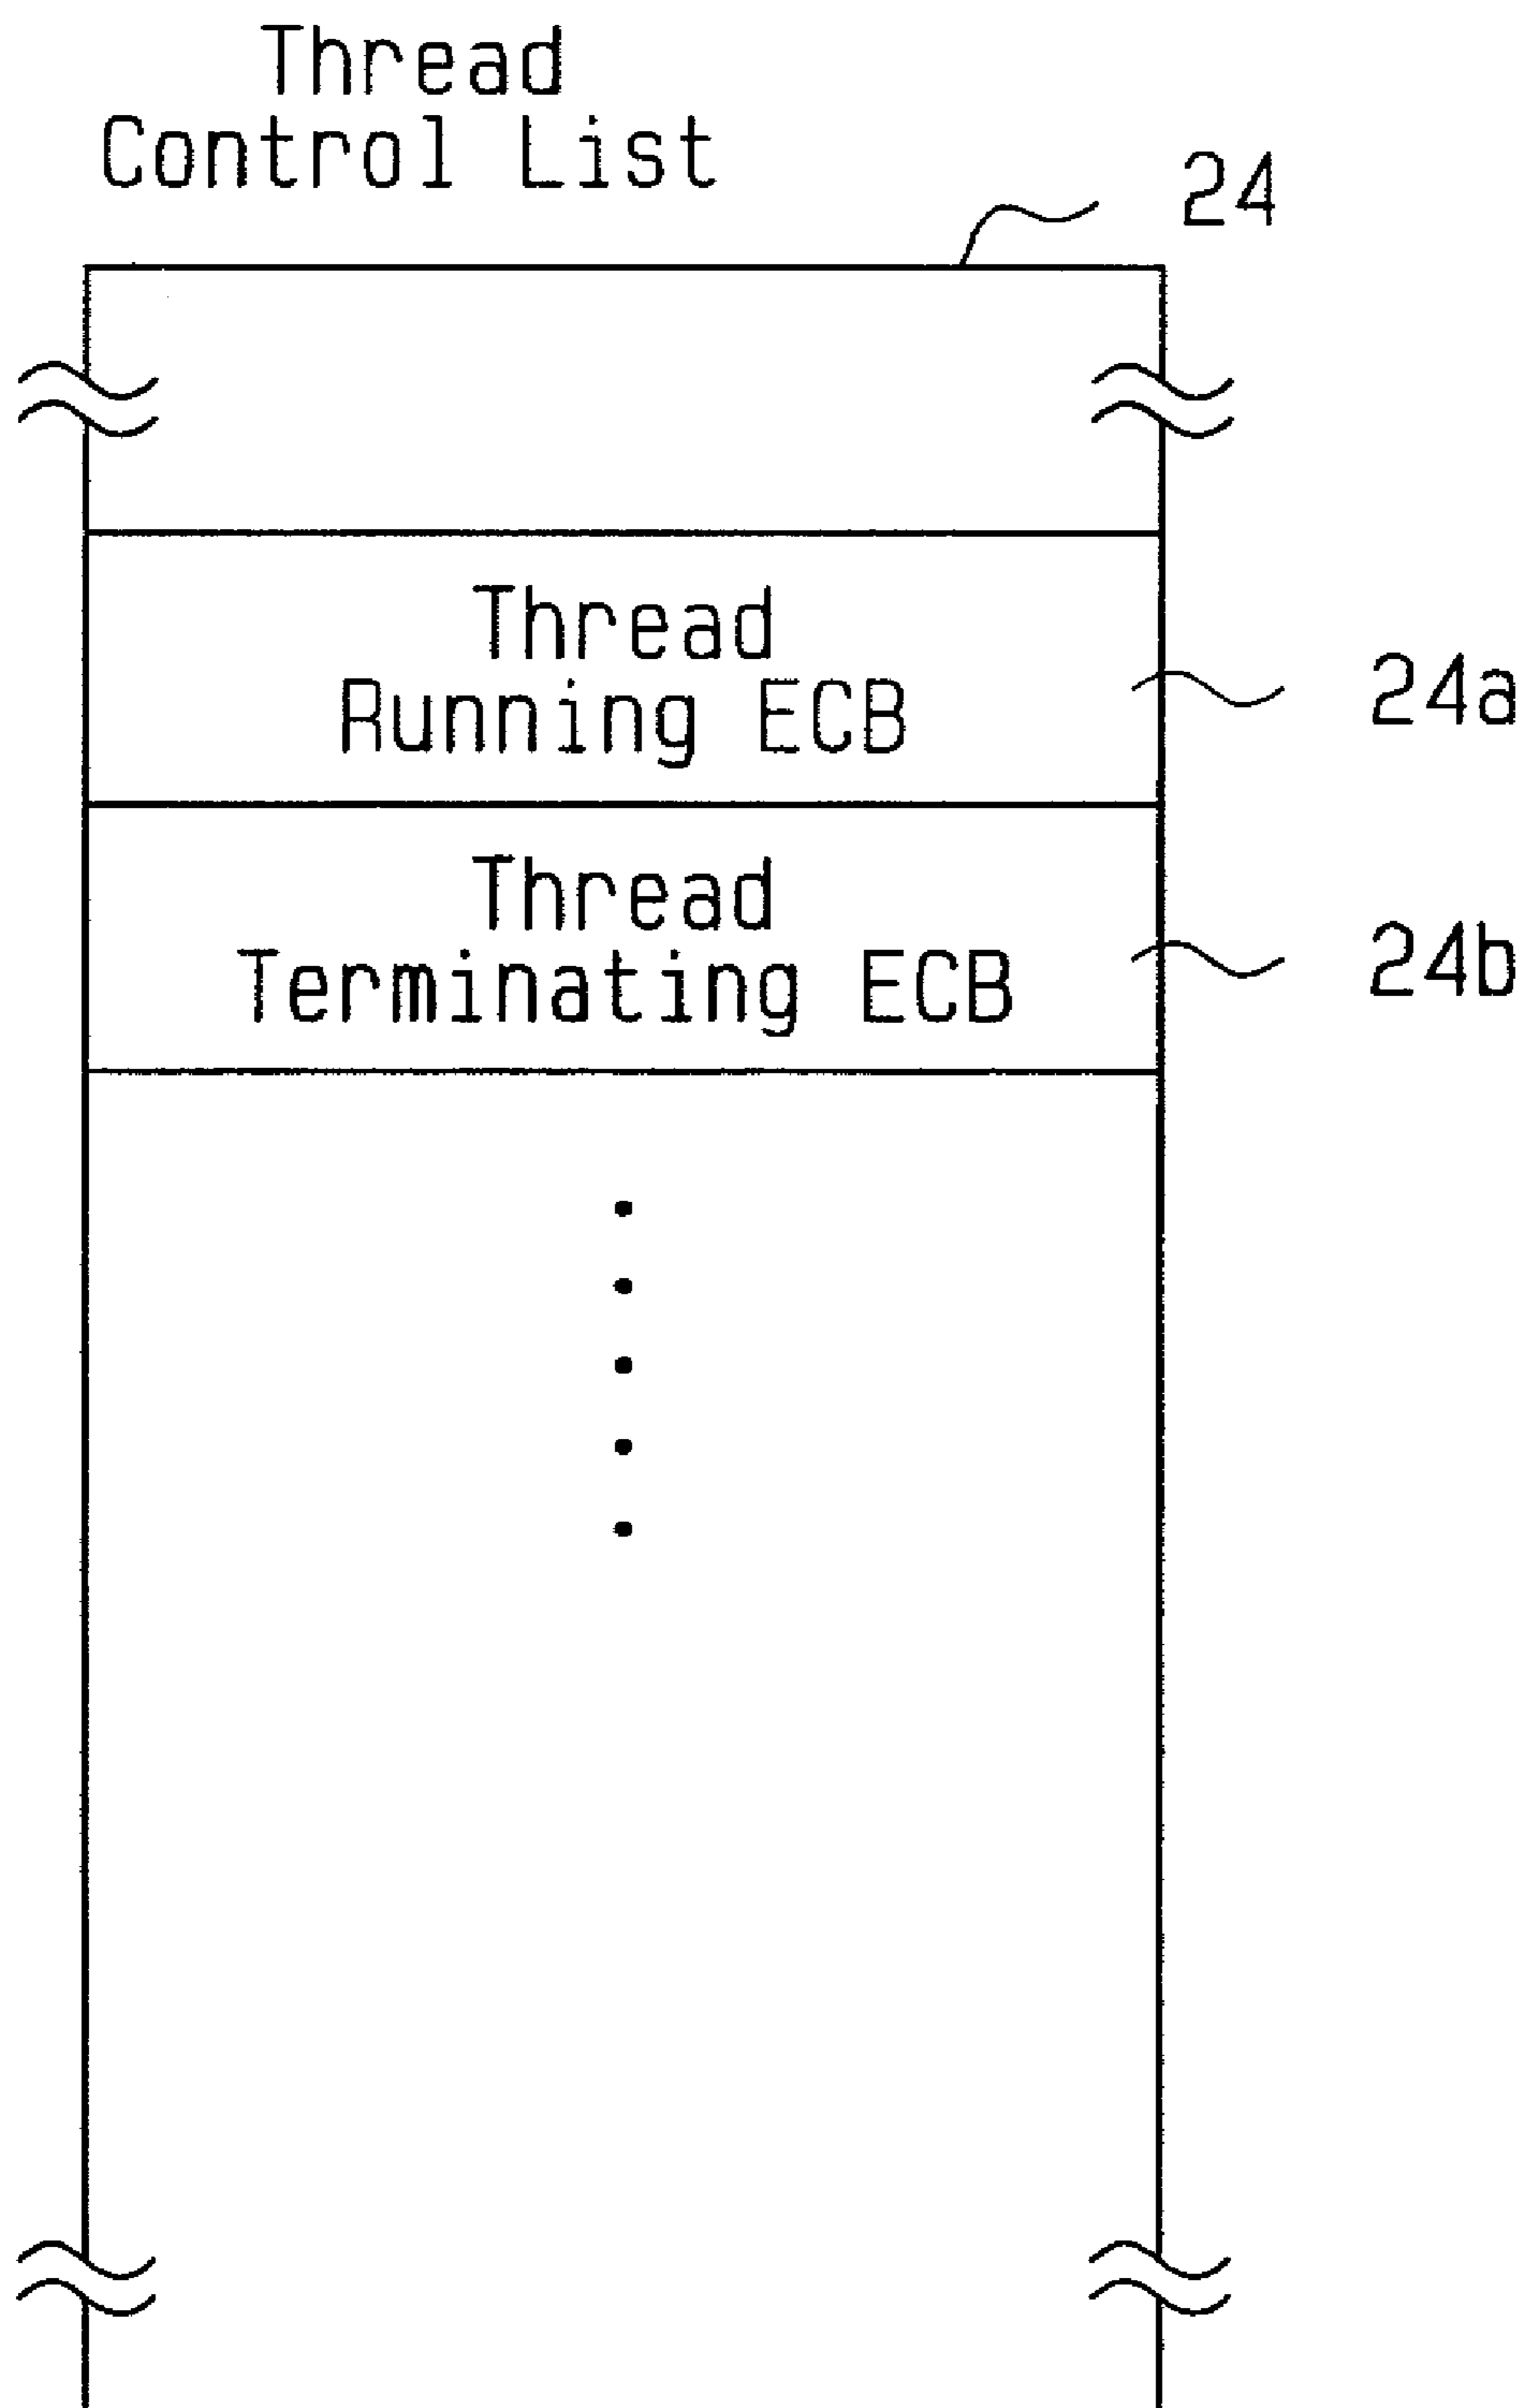 Thread
Control List
24
Thread
Running ECB
24a
Thread
Terminating ECB
24b